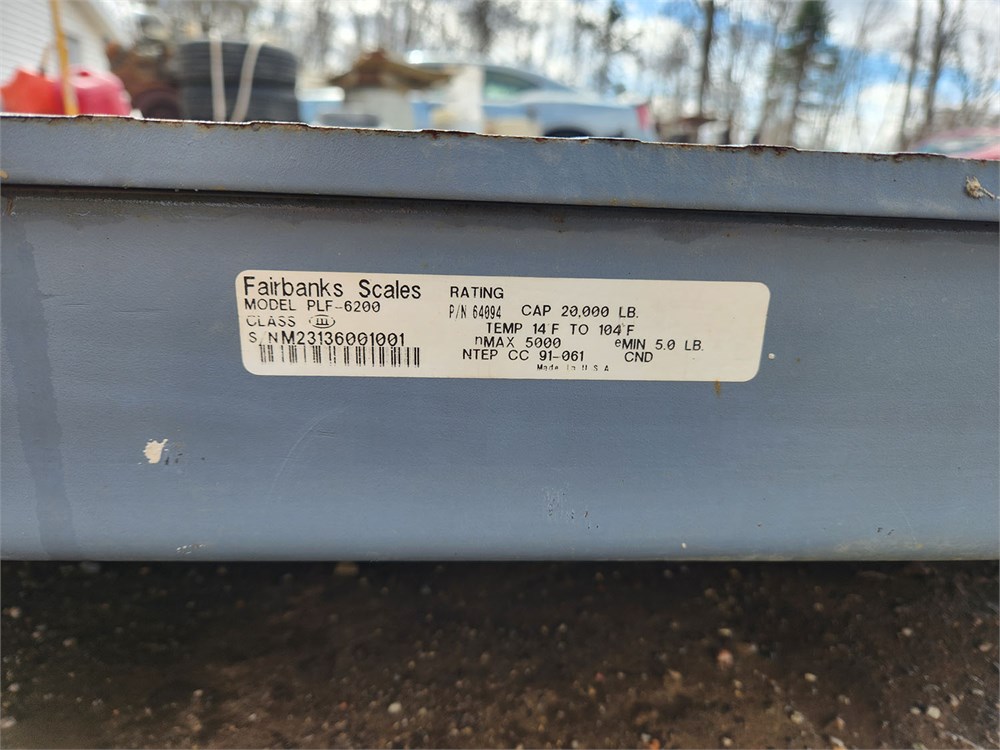 Fairbanks Scales
MODEL PLF-6200
CLASS III
S/N M23136001001
RATING
P/N 64094 CAP 20,000 LB.
TEMP 14°F TO 104°F
nMAX 5000 eMIN 5.0 LB.
NTEP CC 91-061 CND
Made In U.S.A